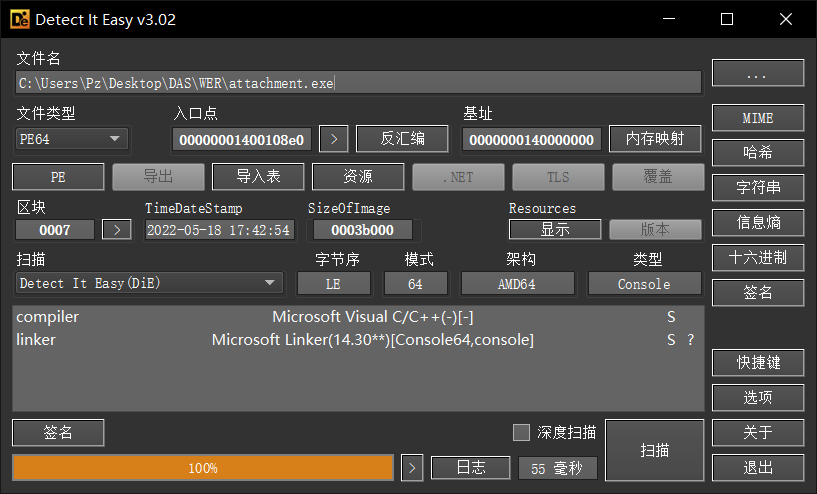 Detect It Easy v3.02
文件名
C:\Users\Pz\Desktop\DAS\WER\attachment.exe
...
文件类型 入口点 基址
PE64 00000001400108e0 > 反汇编 0000000140000000 内存映射 MIME
PE 导出 导入表 资源 .NET TLS 覆盖 哈希
区块 TimeDateStamp SizeOfImage Resources 字符串
0007 > 2022-05-18 17:42:54 0003b000 显示 版本 信息熵
扫描 字节序 模式 架构 类型 十六进制
Detect It Easy(DiE) LE 64 AMD64 Console 签名
compiler Microsoft Visual C/C++(-)[-] S
linker Microsoft Linker(14.30**)[Console64,console] S ?
快捷键
选项
签名 深度扫描 扫描 关于
100% > 日志 55 毫秒 退出